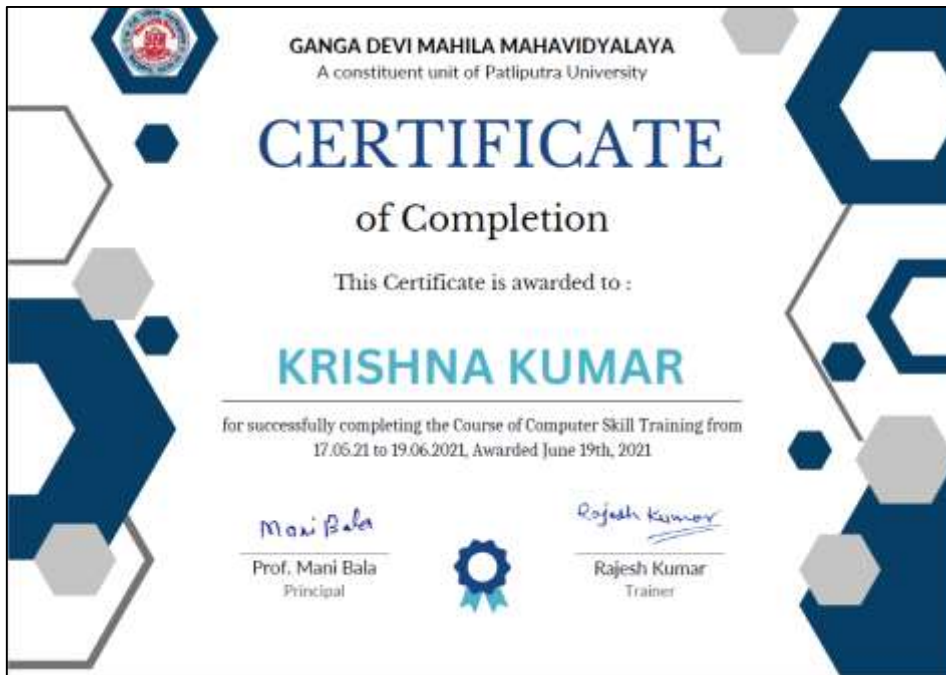 GANGA DEVI MAHILA MAHAVIDYALAYA
A constituent unit of Patliputra University
CERTIFICATE
of Completion
This Certificate is awarded to :
KRISHNA KUMAR
for successfully completing the Course of Computer Skill Training from
17.05.21 to 19.06.2021, Awarded June 19th, 2021
Mani Bala
Rajesh Kumar
Prof. Mani Bala
Rajesh Kumar
Principal
Trainer